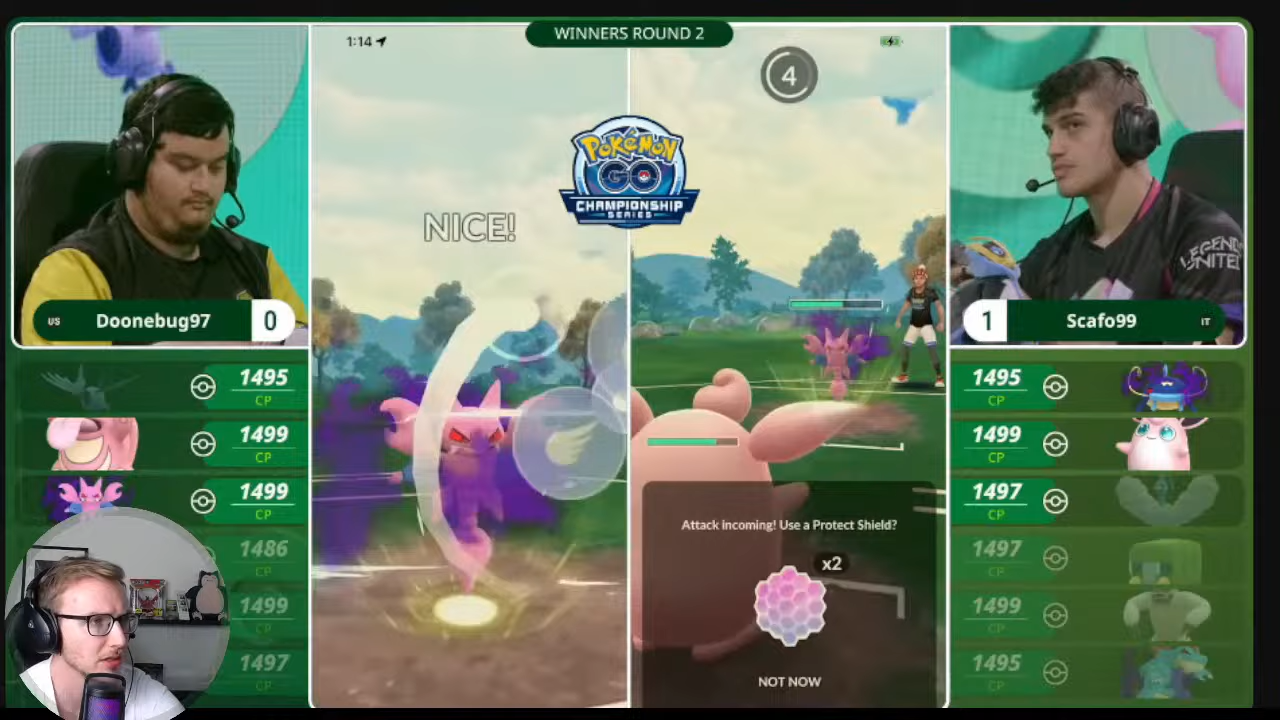 WINNERS ROUND 2
1:14
4
POKÉMON
GO
CHAMPIONSHIP
SERIES
NICE!
LEGENDS
UNITE
US Doonebug97 0
1 Scafo99 IT
1495
CP
1499
CP
1499
CP
1486
CP
1499
CP
1497
CP
1495
CP
1499
CP
1497
CP
1497
CP
1499
CP
1495
CP
Attack incoming! Use a Protect Shield?
x2
NOT NOW